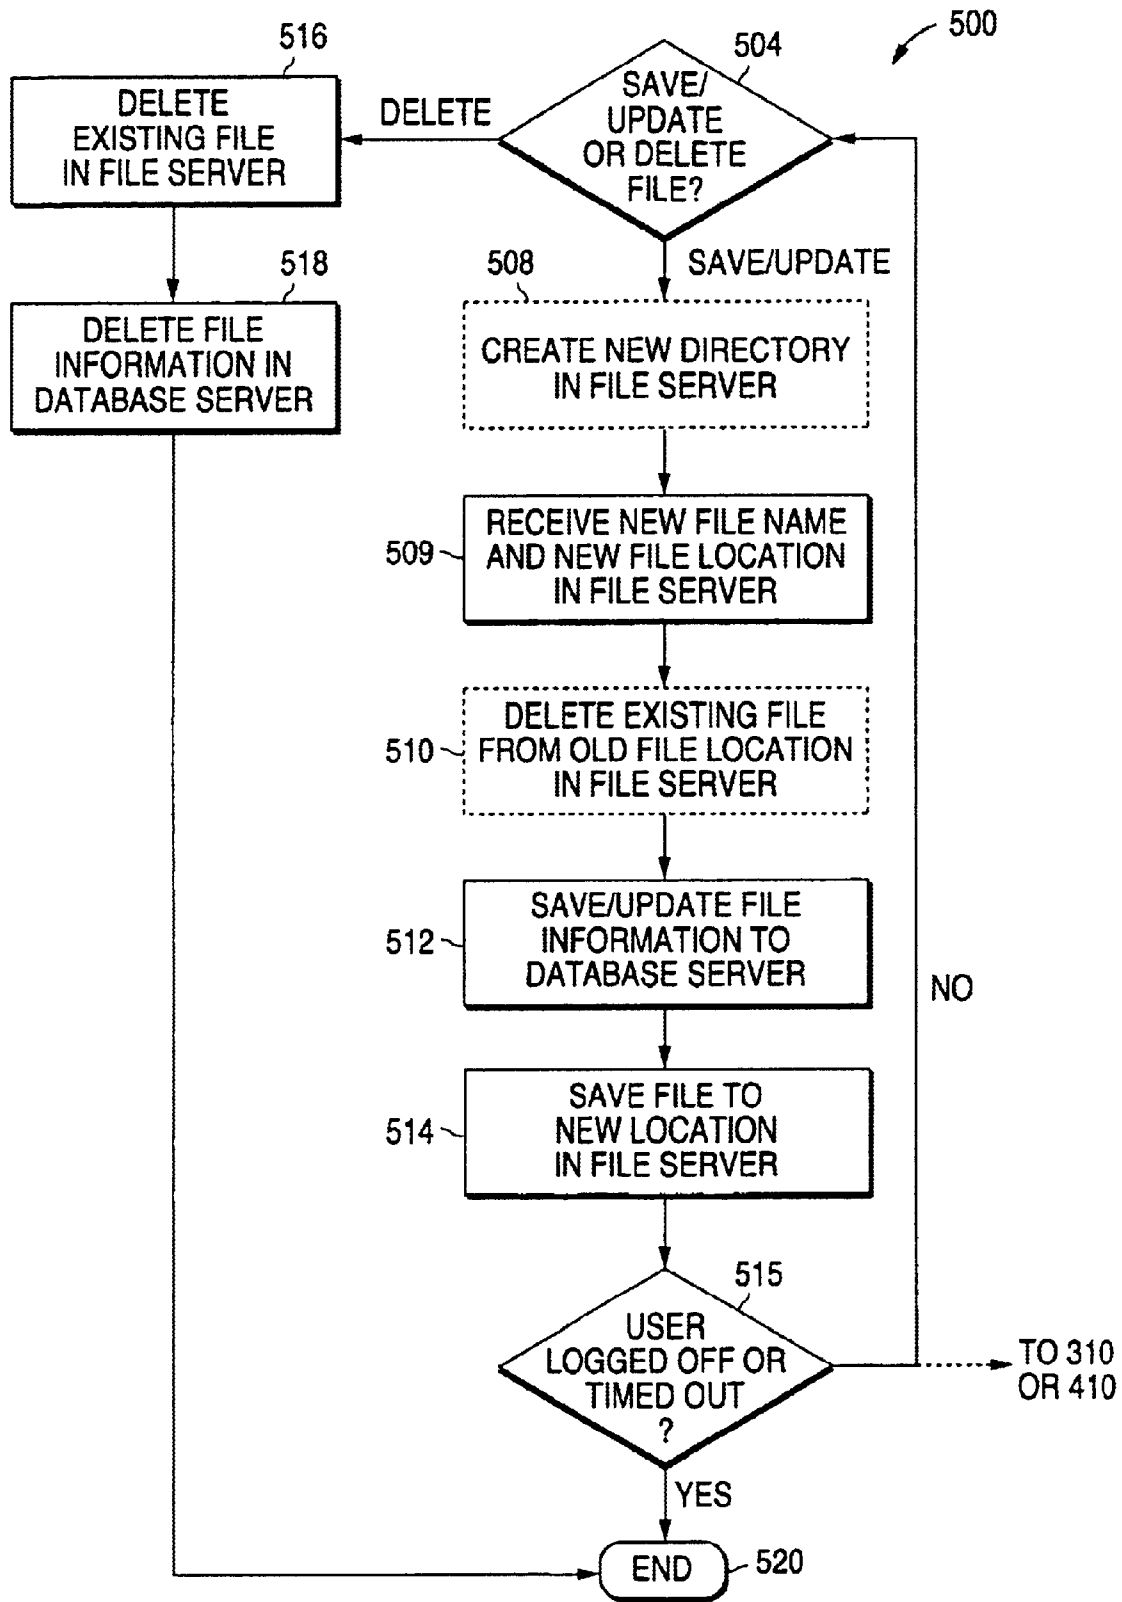 500
516
DELETE
EXISTING FILE
IN FILE SERVER
DELETE
504
SAVE/
UPDATE
OR DELETE
FILE?
SAVE/UPDATE
518
DELETE FILE
INFORMATION IN
DATABASE SERVER
508
CREATE NEW DIRECTORY
IN FILE SERVER
509
RECEIVE NEW FILE NAME
AND NEW FILE LOCATION
IN FILE SERVER
510
DELETE EXISTING FILE
FROM OLD FILE LOCATION
IN FILE SERVER
512
SAVE/UPDATE FILE
INFORMATION TO
DATABASE SERVER
NO
514
SAVE FILE TO
NEW LOCATION
IN FILE SERVER
515
USER
LOGGED OFF OR
TIMED OUT
?
TO 310
OR 410
YES
END
520